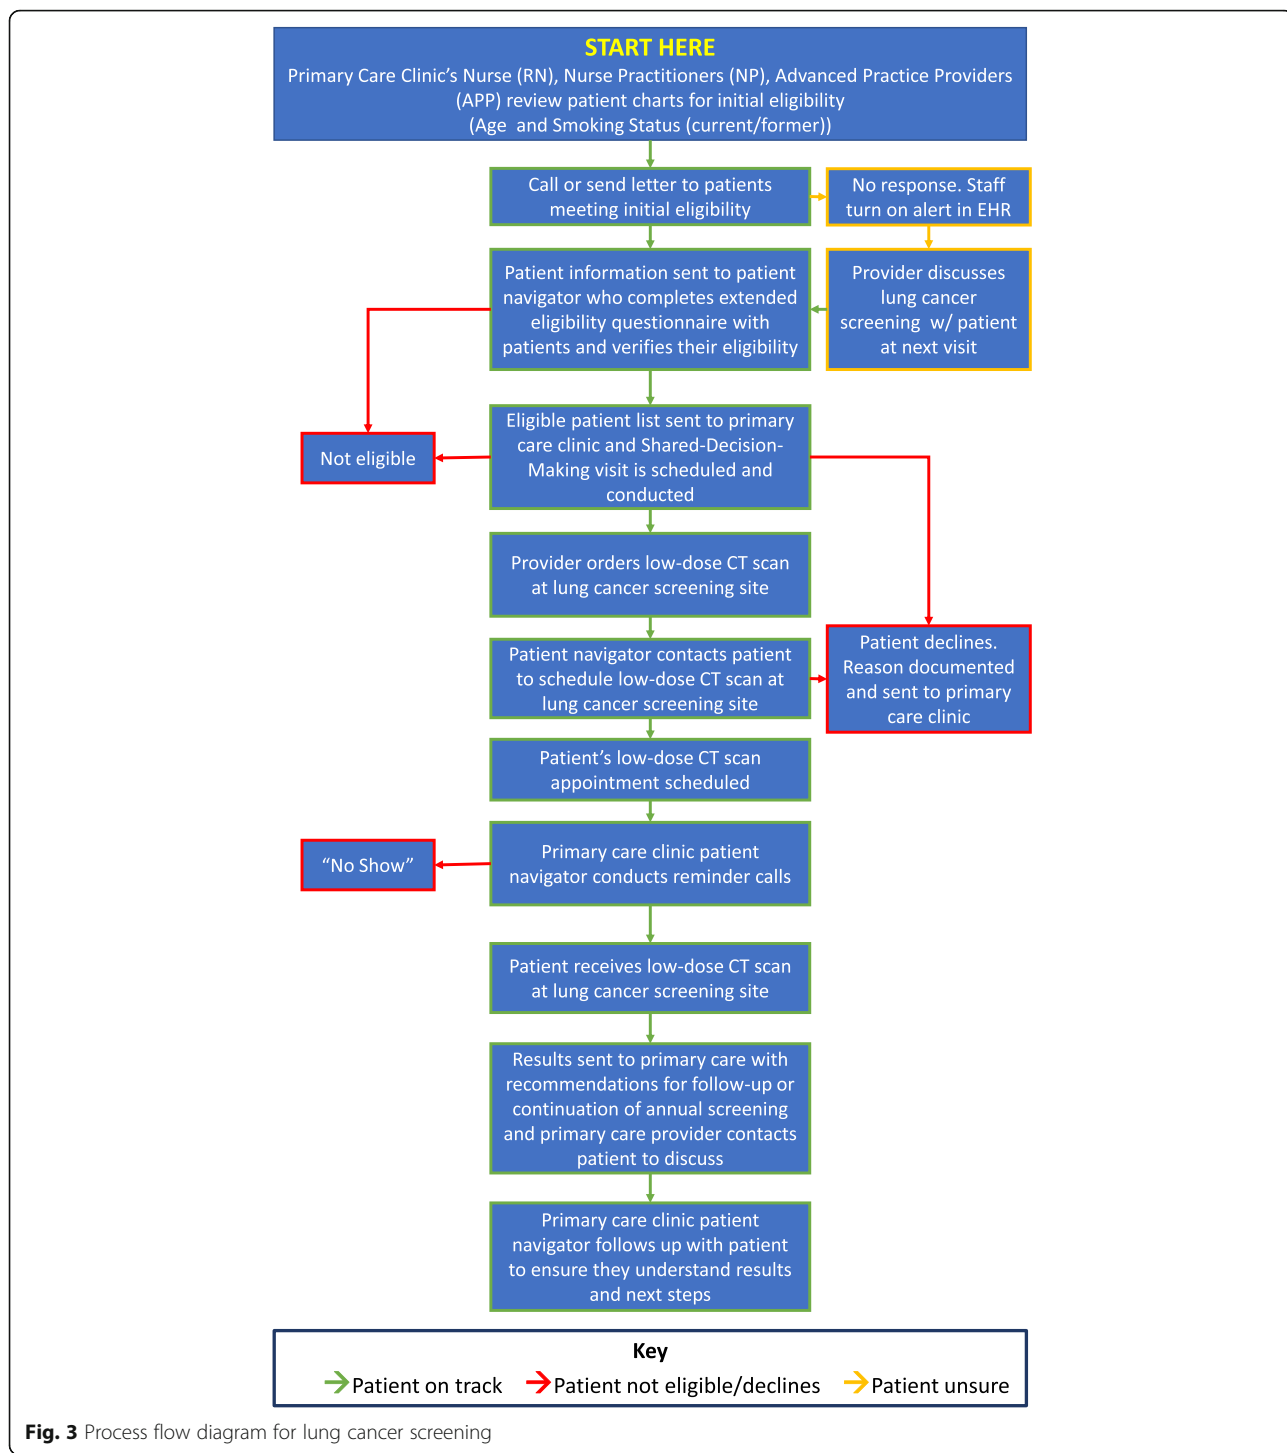 START HERE
Primary Care Clinic’s Nurse (RN), Nurse Practitioners (NP), Advanced Practice Providers
(APP) review patient charts for initial eligibility
(Age and Smoking Status (current/former))
Call or send letter to patients
meeting initial eligibility
No response. Staff
turn on alert in EHR
Patient information sent to patient
navigator who completes extended
eligibility questionnaire with
patients and verifies their eligibility
Provider discusses
lung cancer
screening w/ patient
at next visit
Eligible patient list sent to primary
care clinic and Shared-Decision-
Making visit is scheduled and
conducted
Not eligible
Provider orders low-dose CT scan
at lung cancer screening site
Patient navigator contacts patient
to schedule low-dose CT scan at
lung cancer screening site
Patient declines.
Reason documented
and sent to primary
care clinic
Patient’s low-dose CT scan
appointment scheduled
Primary care clinic patient
navigator conducts reminder calls
“No Show”
Patient receives low-dose CT scan
at lung cancer screening site
Results sent to primary care with
recommendations for follow-up or
continuation of annual screening
and primary care provider contacts
patient to discuss
Primary care clinic patient
navigator follows up with patient
to ensure they understand results
and next steps
Key
Patient on track
Patient not eligible/declines
Patient unsure
Fig. 3 Process flow diagram for lung cancer screening